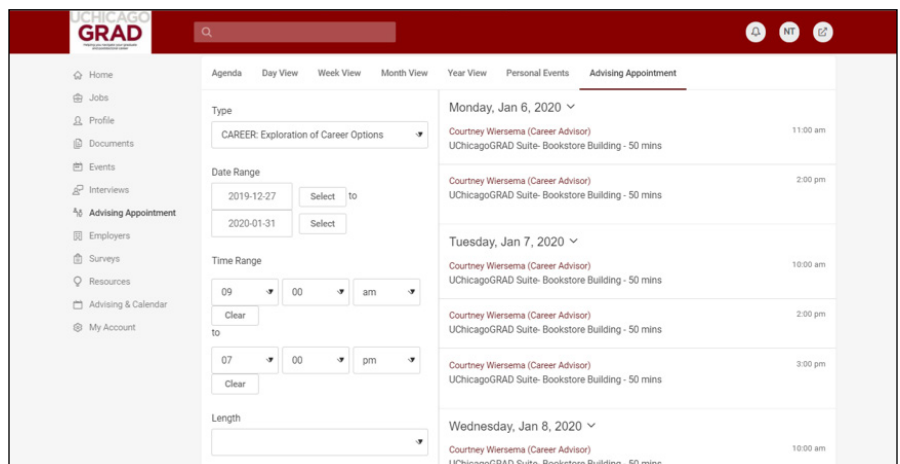 UCHICAGO
GRAD
NT
Home
Jobs
Profile
Documents
Events
Interviews
Advising Appointment
Employers
Surveys
Resources
Advising & Calendar
My Account
Agenda Day View Week View Month View Year View Personal Events Advising Appointment
Type
CAREER: Exploration of Career Options
Date Range
2019-12-27 Select to
2020-01-31 Select
Time Range
09 00 am
Clear
to
07 00 pm
Clear
Length
Monday, Jan 6, 2020
Courtney Wiersema (Career Advisor) 11:00 am
UChicagoGRAD Suite- Bookstore Building - 50 mins
Courtney Wiersema (Career Advisor) 2:00 pm
UChicagoGRAD Suite- Bookstore Building - 50 mins
Tuesday, Jan 7, 2020
Courtney Wiersema (Career Advisor) 10:00 am
UChicagoGRAD Suite- Bookstore Building - 50 mins
Courtney Wiersema (Career Advisor) 2:00 pm
UChicagoGRAD Suite- Bookstore Building - 50 mins
Courtney Wiersema (Career Advisor) 3:00 pm
UChicagoGRAD Suite- Bookstore Building - 50 mins
Wednesday, Jan 8, 2020
Courtney Wiersema (Career Advisor) 10:00 am
UChicagoGRAD Suite- Bookstore Building - 50 mins